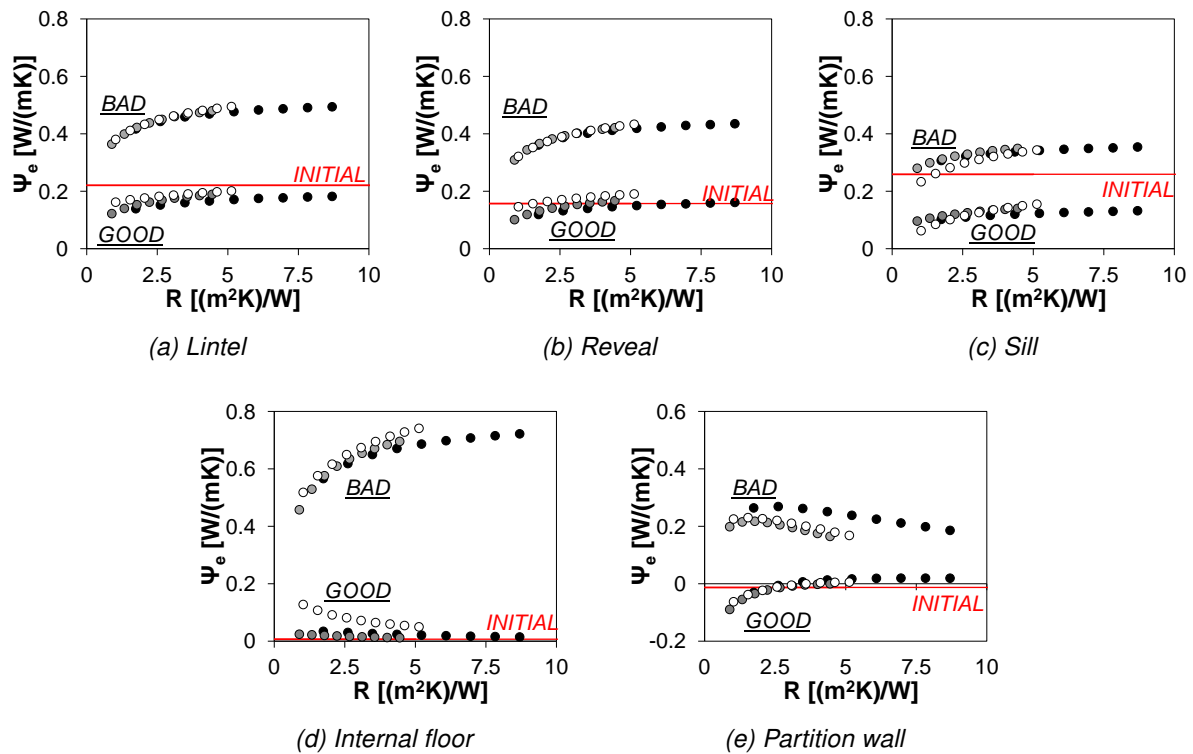 0.8
0.6
0.4
0.2
0
Ψe [W/(mK)]
BAD
INITIAL
GOOD
0 2.5 5 7.5 10
R [(m²K)/W]
(a) Lintel
0.8
0.6
0.4
0.2
0
Ψe [W/(mK)]
BAD
INITIAL
GOOD
0 2.5 5 7.5 10
R [(m²K)/W]
(b) Reveal
0.8
0.6
0.4
0.2
0
Ψe [W/(mK)]
BAD
INITIAL
GOOD
0 2.5 5 7.5 10
R [(m²K)/W]
(c) Sill
0.8
0.6
0.4
0.2
0
Ψe [W/(mK)]
BAD
GOOD
INITIAL
0 2.5 5 7.5 10
R [(m²K)/W]
(d) Internal floor
0.6
0.4
0.2
0
-0.2
Ψe [W/(mK)]
BAD
INITIAL
GOOD
0 2.5 5 7.5 10
R [(m²K)/W]
(e) Partition wall